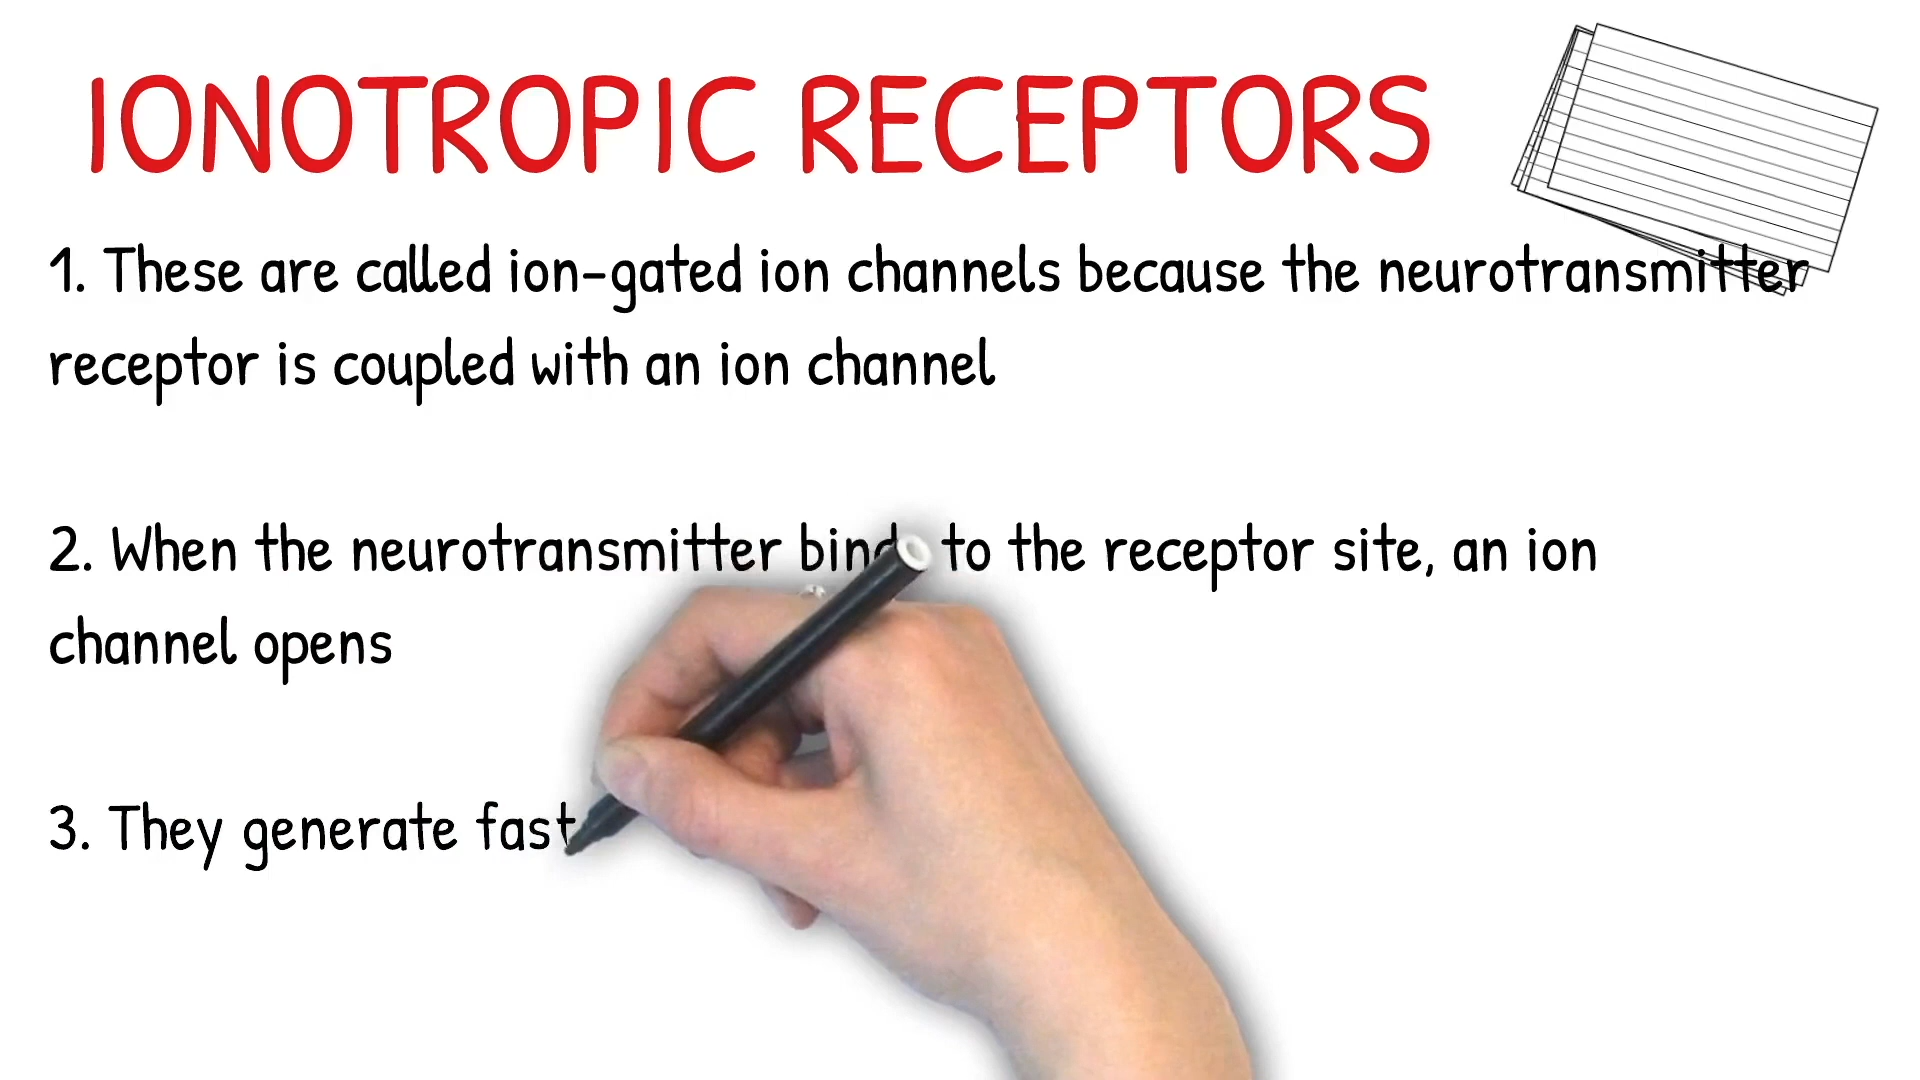 IONOTROPIC RECEPTORS
1. These are called ion-gated ion channels because the neurotransmitter
receptor is coupled with an ion channel
2. When the neurotransmitter binds to the receptor site, an ion
channel opens
3. They generate fast